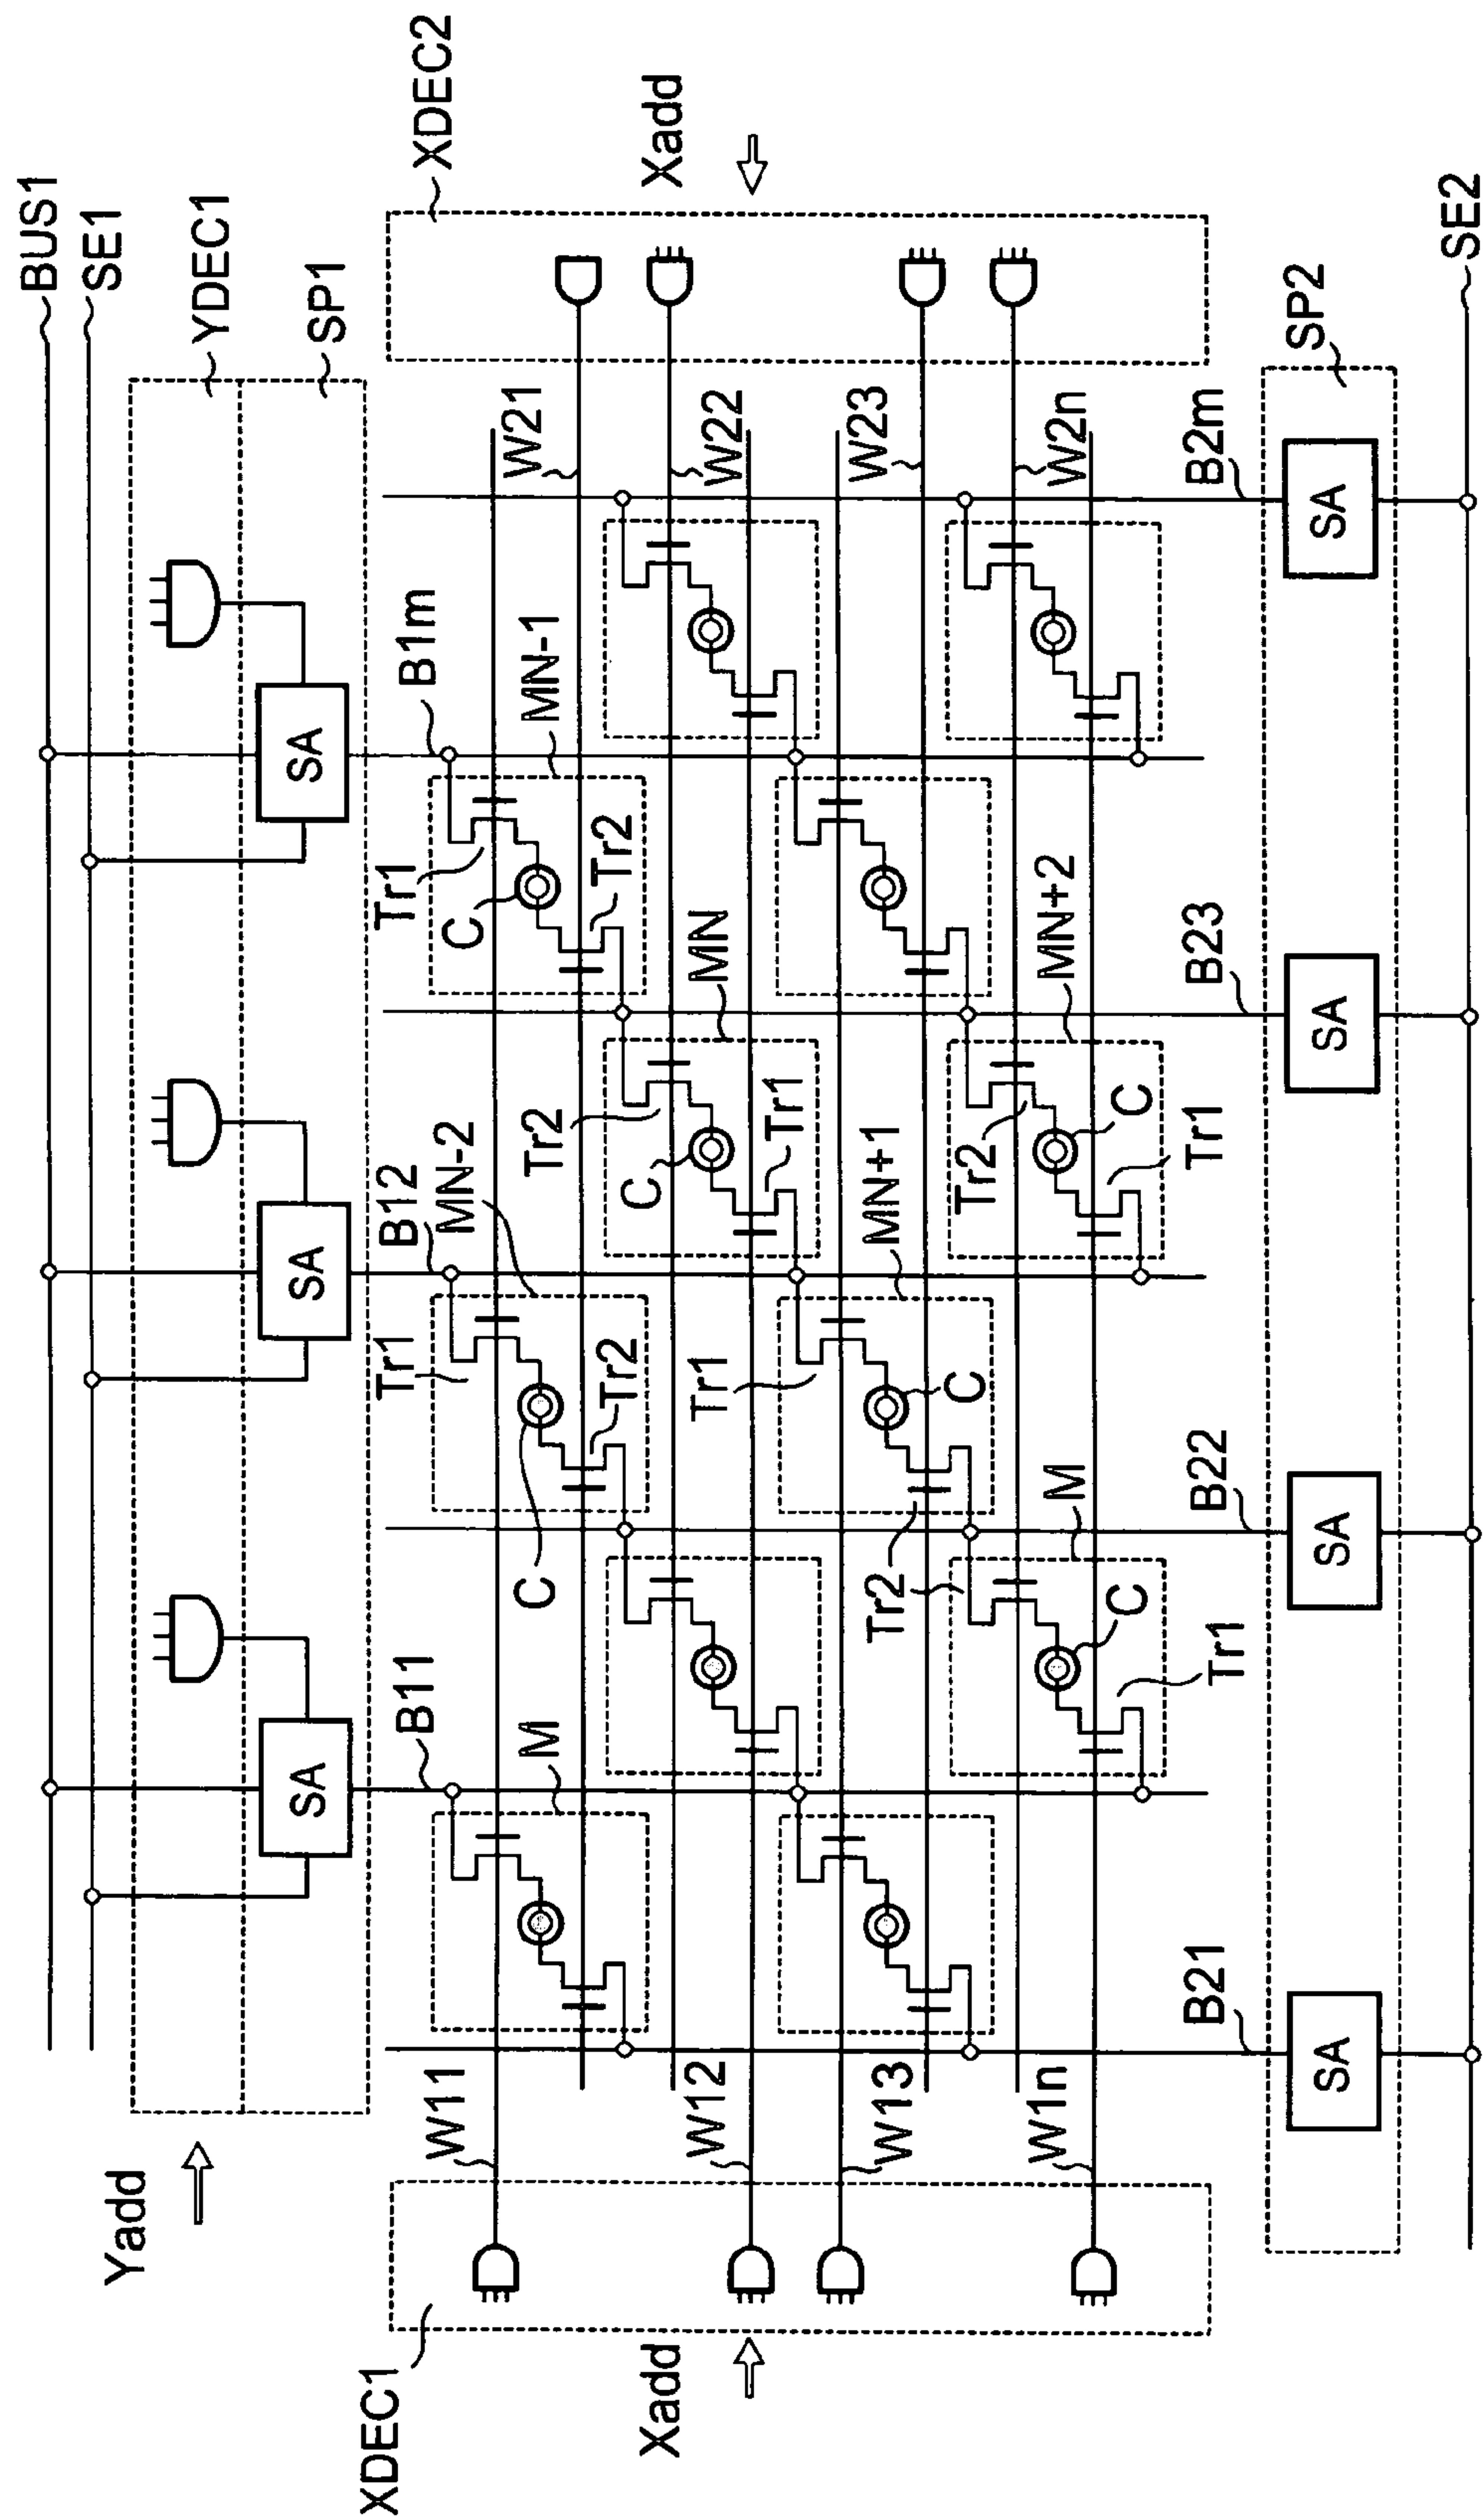 BUS1
SE1
YDEC1
SP1
XDEC2
Xadd
Yadd
SA
SA
SA
B11
B12
B1m
W21
W22
W23
W2n
MN-1
MN-2
MN
MN+1
MN+2
M
M
Tr1
C
Tr2
Tr1
C
Tr2
Tr2
C
Tr1
Tr1
C
Tr2
Tr2
C
Tr1
Tr2
C
Tr1
W11
W12
W13
W1n
XDEC1
Xadd
B21
B22
B23
B2m
SP2
SA
SA
SA
SA
SE2